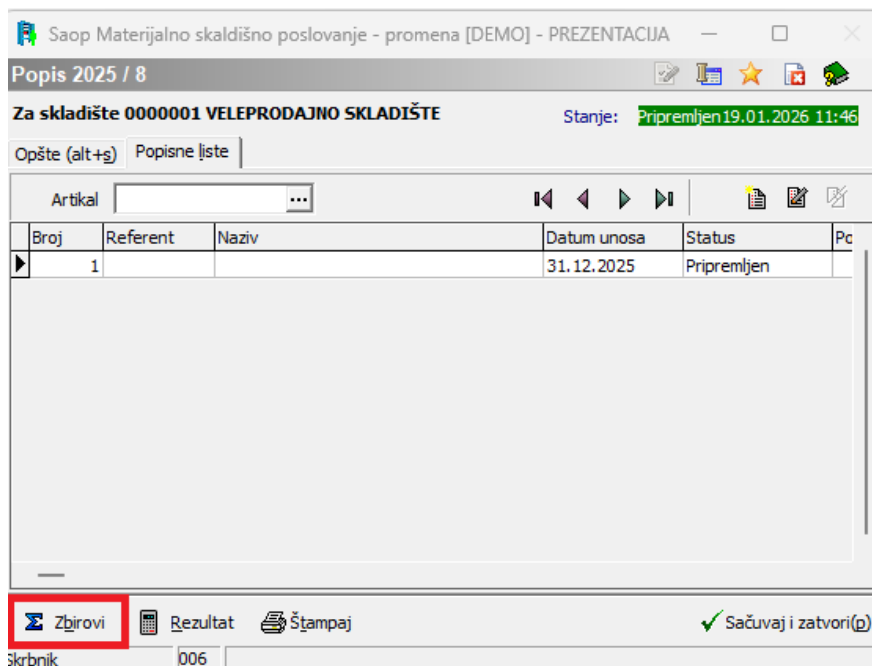 Saop Materijalno skaldišno poslovanje - promena [DEMO] - PREZENTACIJA
Popis 2025 / 8
Za skladište 0000001 VELEPRODAJNO SKLADIŠTE Stanje: Pripremljen 19.01.2026 11:46
Opšte (alt+s) Popisne liste
Artikal ...
Broj Referent Naziv Datum unosa Status
1 31.12.2025 Pripremljen
Σ Zbirovi Rezultat Štampaj Sačuvaj i zatvori(p)
Skrbnik 006